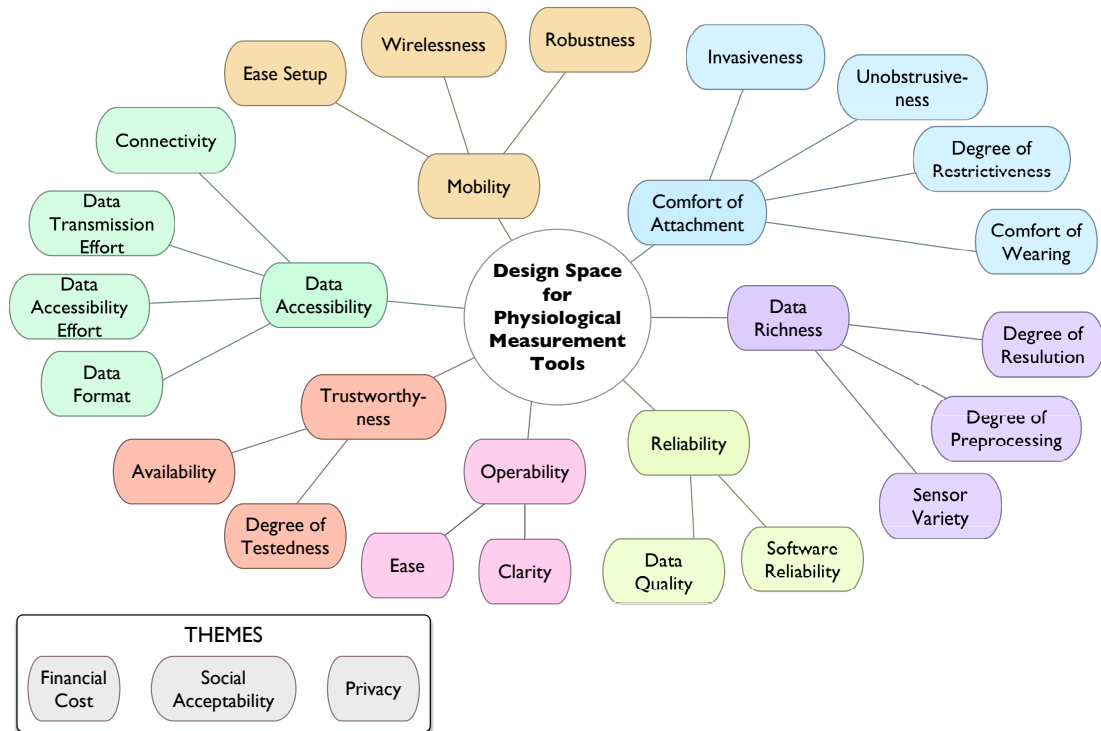 Wirelessness
Robustness
Ease Setup
Mobility
Invasiveness
Unobstrusive-
ness
Degree of
Restrictiveness
Comfort of
Wearing
Comfort of
Attachment
Connectivity
Data
Transmission
Effort
Data
Accessibility
Effort
Data
Format
Data
Accessibility
Design Space
for
Physiological
Measurement
Tools
Data
Richness
Degree of
Resulution
Degree of
Preprocessing
Sensor
Variety
Trustworthy-
ness
Availability
Degree of
Testedness
Operability
Ease
Clarity
Reliability
Data
Quality
Software
Reliability
THEMES
Financial
Cost
Social
Acceptability
Privacy